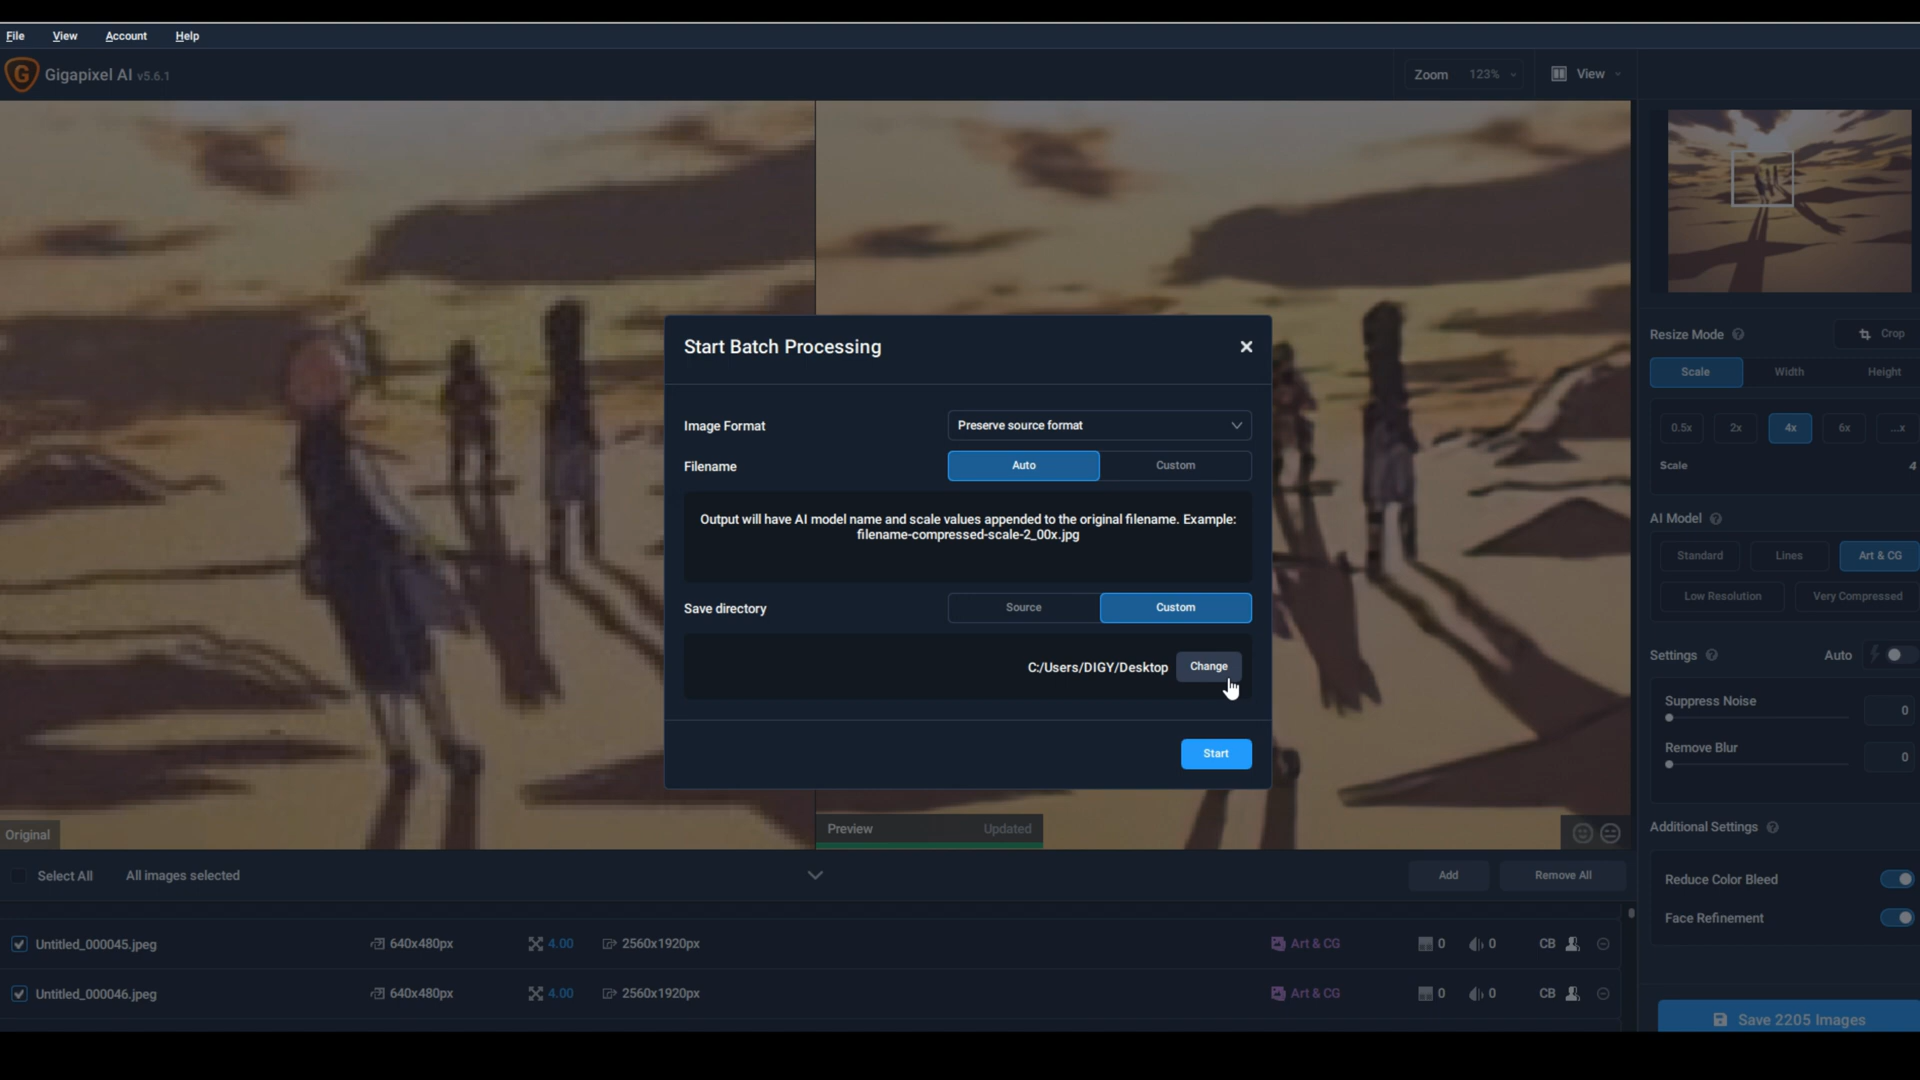 File View Account Help
Gigapixel AI v5.6.1
Zoom 123% View
Start Batch Processing
Image Format Preserve source format
Filename Auto Custom
Output will have AI model name and scale values appended to the original filename. Example:
filename-compressed-scale-2_00x.jpg
Save directory Source Custom
C:/Users/DIGY/Desktop Change
Start
Original
Preview Updated
Resize Mode Crop
Scale Width Height
0.5x 2x 4x 6x ...x
Scale 4
AI Model
Standard Lines Art & CG
Low Resolution Very Compressed
Settings Auto
Suppress Noise 0
Remove Blur 0
Additional Settings
Reduce Color Bleed
Face Refinement
Select All All images selected Add Remove All
Untitled_000045.jpeg 640x480px 4.00 2560x1920px Art & CG 0 0 CB
Untitled_000046.jpeg 640x480px 4.00 2560x1920px Art & CG 0 0 CB
Save 2205 Images